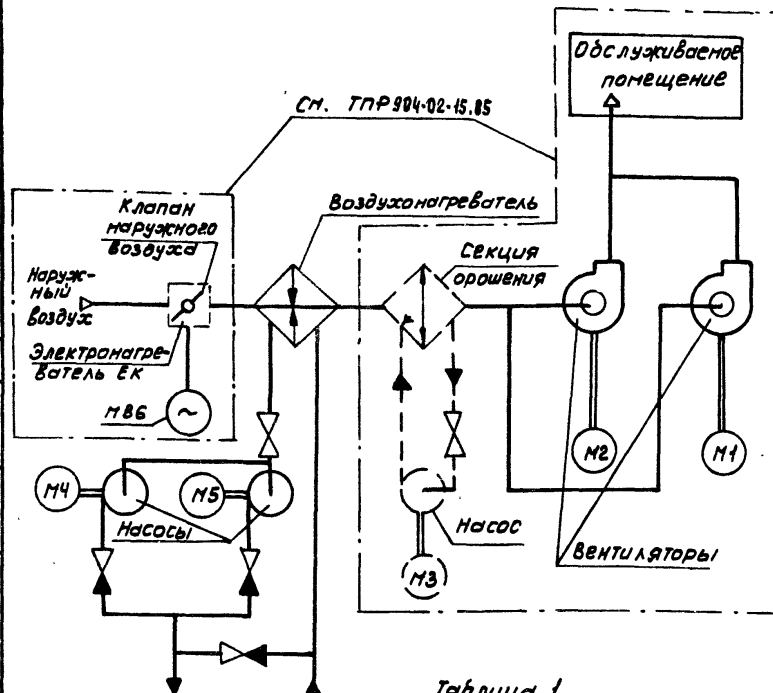 Обслуживаемое
помещение
см. ТПР 904-02-15.85
Воздухонагреватель
Клапан
наружного
воздуха
Секция
орошения
Наруж-
ный
воздух
Электронагре-
ватель Ек
МВ6
~
М2
М1
М4
М5
Насосы
Насос
М3
Вентиляторы
Таблица 1